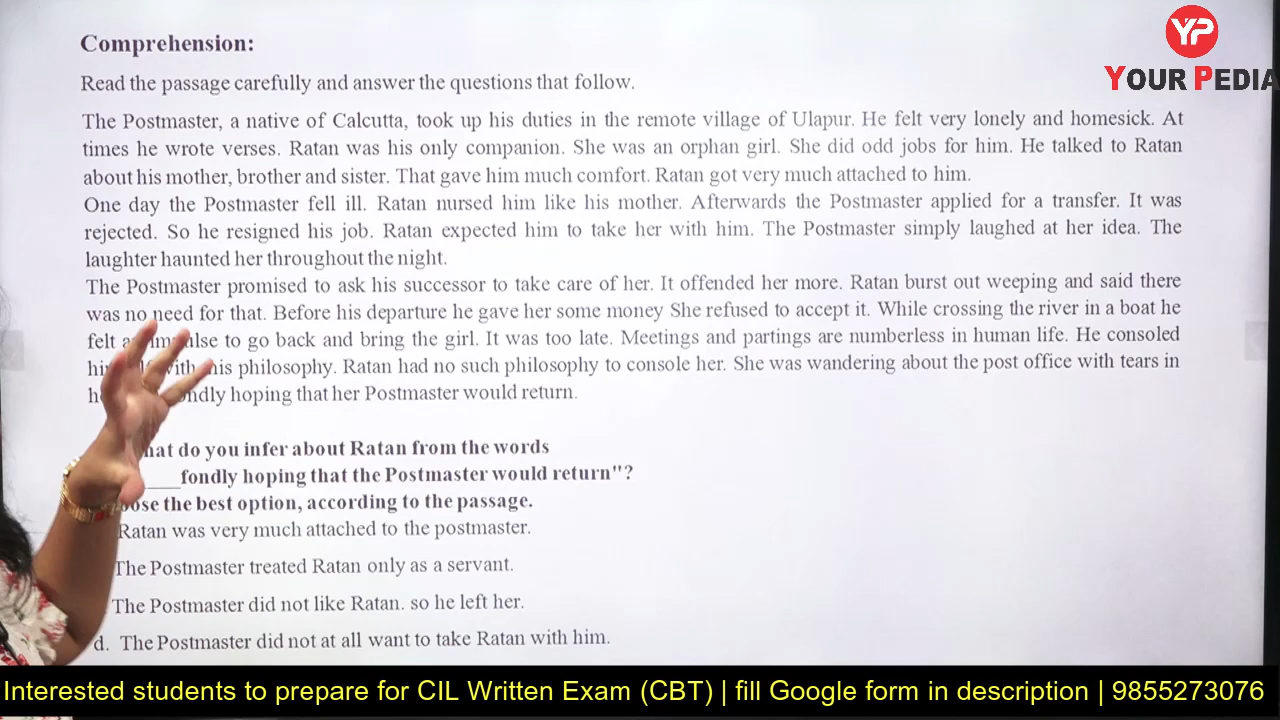 Comprehension:
YP
YOUR PEDIA
Read the passage carefully and answer the questions that follow.
The Postmaster, a native of Calcutta, took up his duties in the remote village of Ulapur. He felt very lonely and homesick. At
times he wrote verses. Ratan was his only companion. She was an orphan girl. She did odd jobs for him. He talked to Ratan
about his mother, brother and sister. That gave him much comfort. Ratan got very much attached to him.
One day the Postmaster fell ill. Ratan nursed him like his mother. Afterwards the Postmaster applied for a transfer. It was
rejected. So he resigned his job. Ratan expected him to take her with him. The Postmaster simply laughed at her idea. The
laughter haunted her throughout the night.
The Postmaster promised to ask his successor to take care of her. It offended her more. Ratan burst out weeping and said there
was no need for that. Before his departure he gave her some money She refused to accept it. While crossing the river in a boat he
felt to go back and bring the girl. It was too late. Meetings and partings are numberless in human life. He consoled
his philosophy. Ratan had no such philosophy to console her. She was wandering about the post office with tears in
hoping that her Postmaster would return.
do you infer about Ratan from the words
____fondly hoping that the Postmaster would return"?
the best option, according to the passage.
Ratan was very much attached to the postmaster.
The Postmaster treated Ratan only as a servant.
The Postmaster did not like Ratan. so he left her.
d. The Postmaster did not at all want to take Ratan with him.
Interested students to prepare for CIL Written Exam (CBT) | fill Google form in description | 9855273076